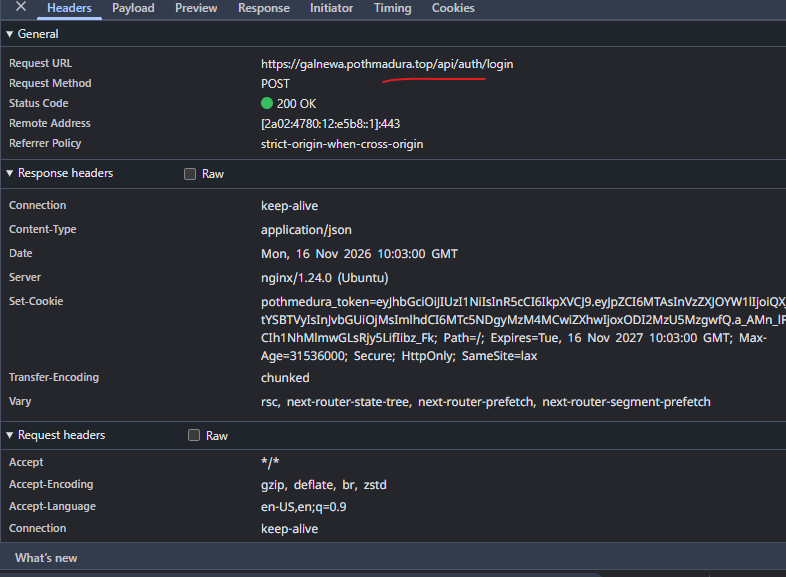 Headers Payload Preview Response Initiator Timing Cookies
General
Request URL https://galnewa.pothmadura.top/api/auth/login
Request Method POST
Status Code 200 OK
Remote Address [2a02:4780:12:e5b8::1]:443
Referrer Policy strict-origin-when-cross-origin
Response headers Raw
Connection keep-alive
Content-Type application/json
Date Mon, 16 Nov 2026 10:03:00 GMT
Server nginx/1.24.0 (Ubuntu)
Set-Cookie
Path=/; Expires=Tue, 16 Nov 2027 10:03:00 GMT; Max-
Age=31536000; Secure; HttpOnly; SameSite=lax
Transfer-Encoding chunked
Vary rsc, next-router-state-tree, next-router-prefetch, next-router-segment-prefetch
Request headers Raw
Accept */*
Accept-Encoding gzip, deflate, br, zstd
Accept-Language en-US,en;q=0.9
Connection keep-alive
What's new